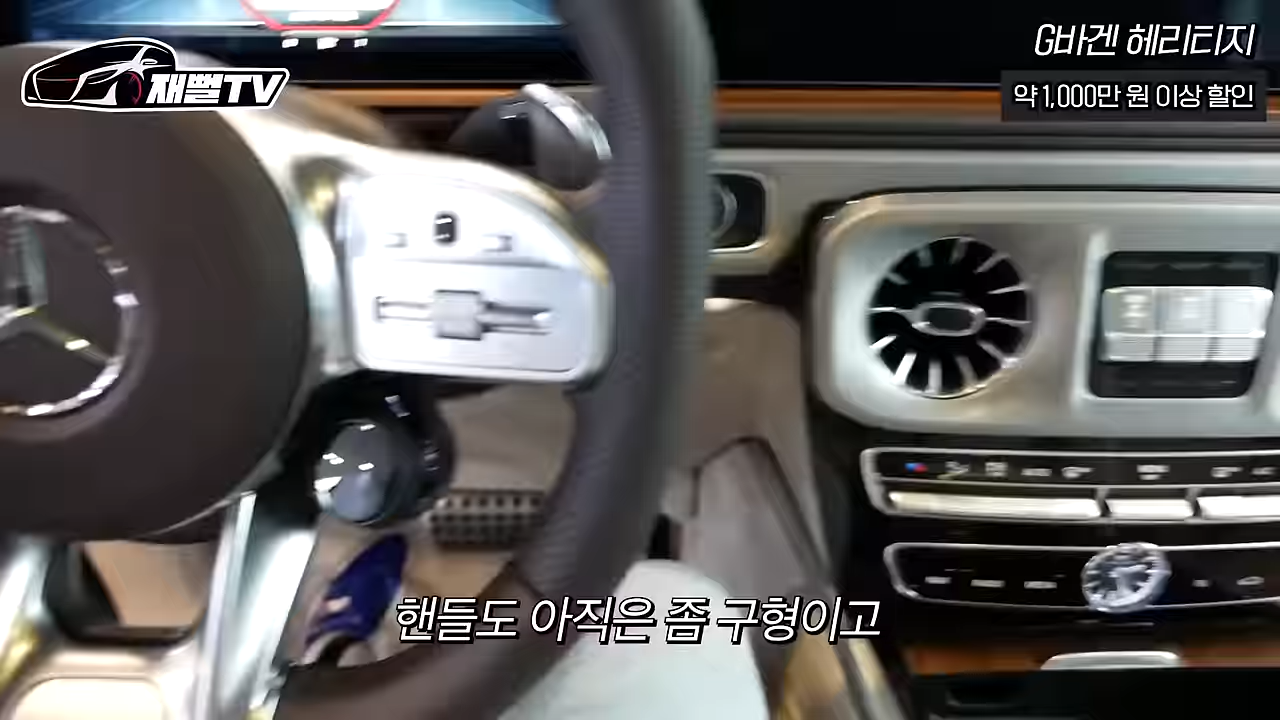 재뻘TV
G바겐 헤리티지
약 1,000만 원 이상 할인
핸들도 아직은 좀 구형이고